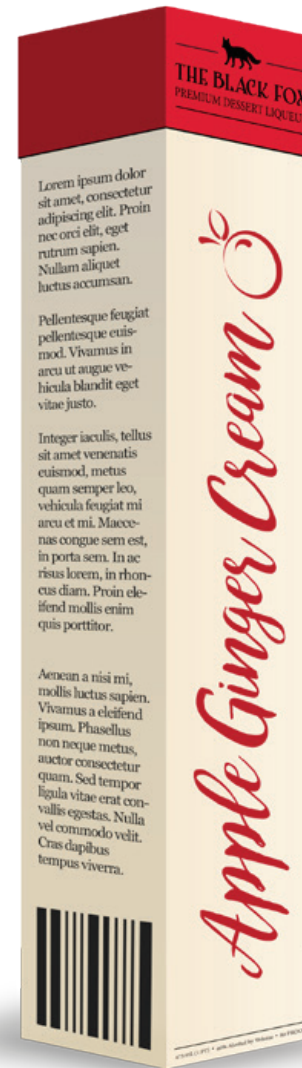 THE BLACK FOX
PREMIUM DESSERT LIQUEUR
Apple Ginger Cream
Lorem ipsum dolor
sit amet, consectetur
adipiscing elit. Proin
nec orci elit, eget
rutrum sapien.
Nullam aliquet
luctus accumsan.
Pellentesque feugiat
pellentesque euis-
mod. Vivamus in
arcu ut augue ve-
hicula blandit eget
vitae justo.
Integer iaculis, tellus
sit amet venenatis
euismod, metus
quam semper leo,
vehicula feugiat mi
arcu et mi. Maece-
nas congue sem est,
in porta sem. In ac
risus lorem, in rhon-
cus diam. Proin ele-
ifend mollis enim
quis porttitor.
Aenean a nisi mi,
mollis luctus sapien.
Vivamus a eleifend
ipsum. Phasellus
non neque metus,
auctor consectetur
quam. Sed tempor
ligula vitae erat con-
vallis egestas. Nulla
vel commodo velit.
Cras dapibus
tempus viverra.